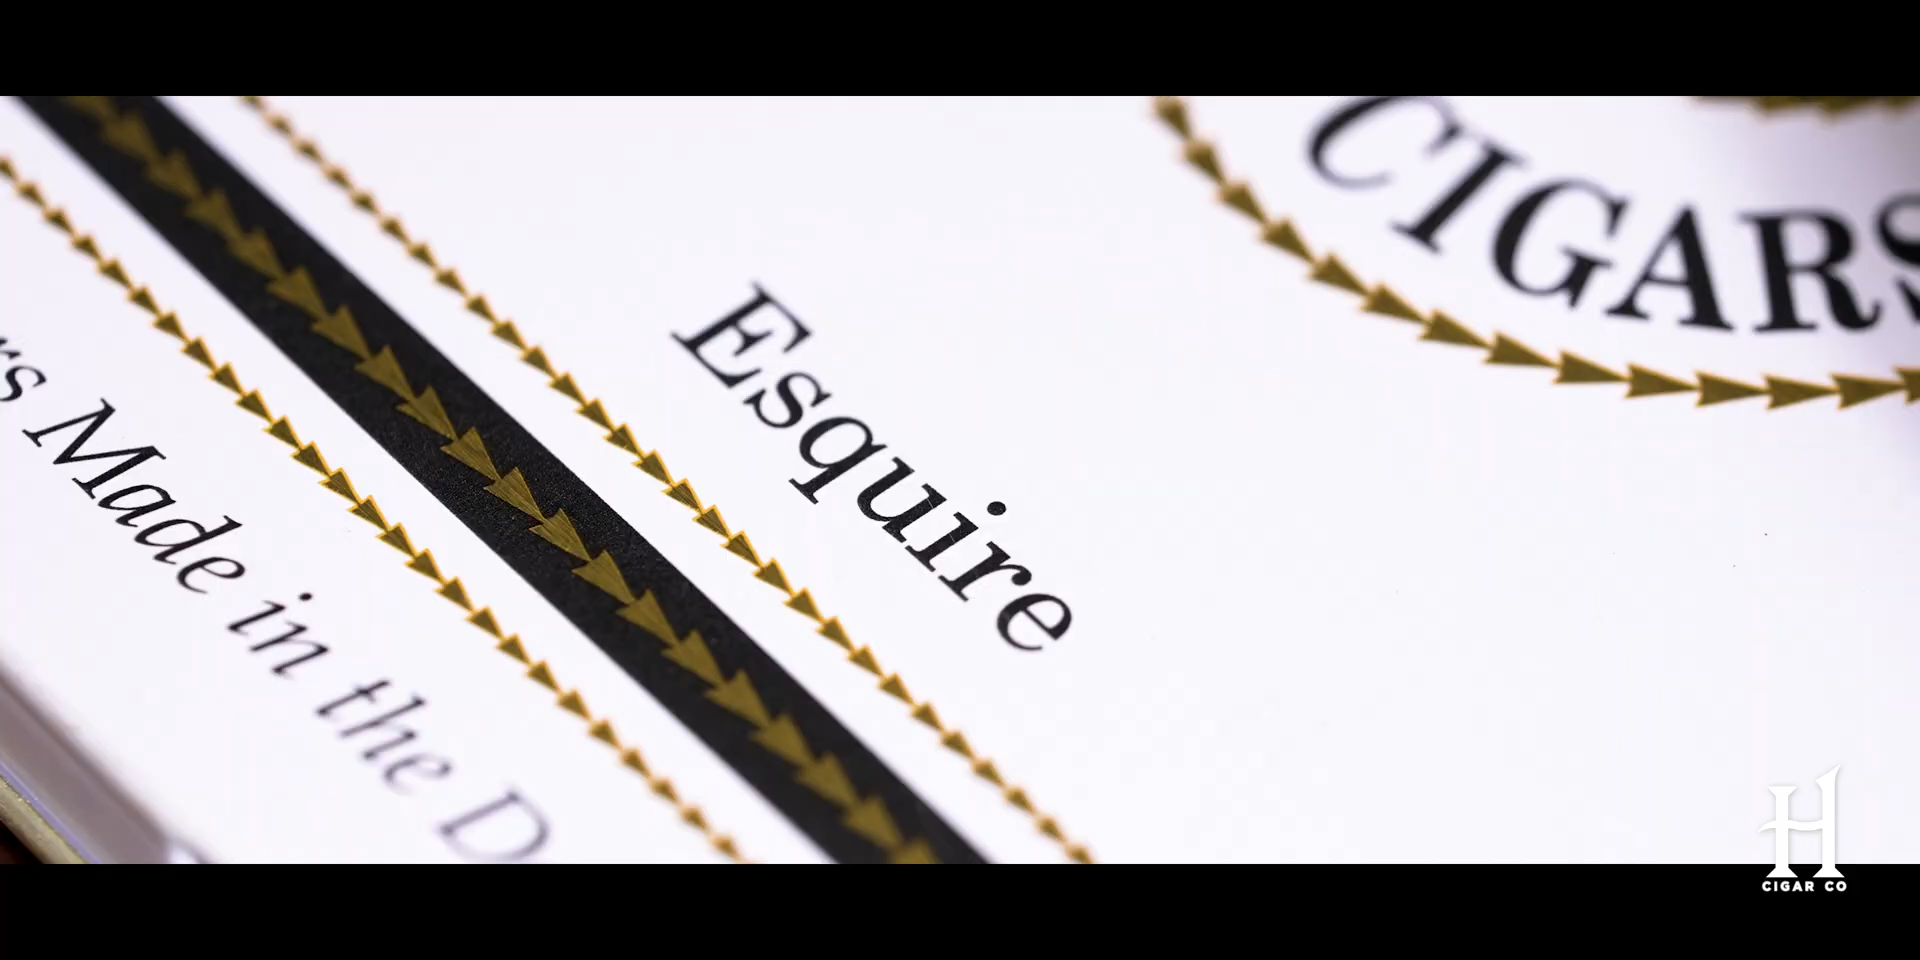 CIGARS
Esquire
Made in the D
H
CIGAR CO